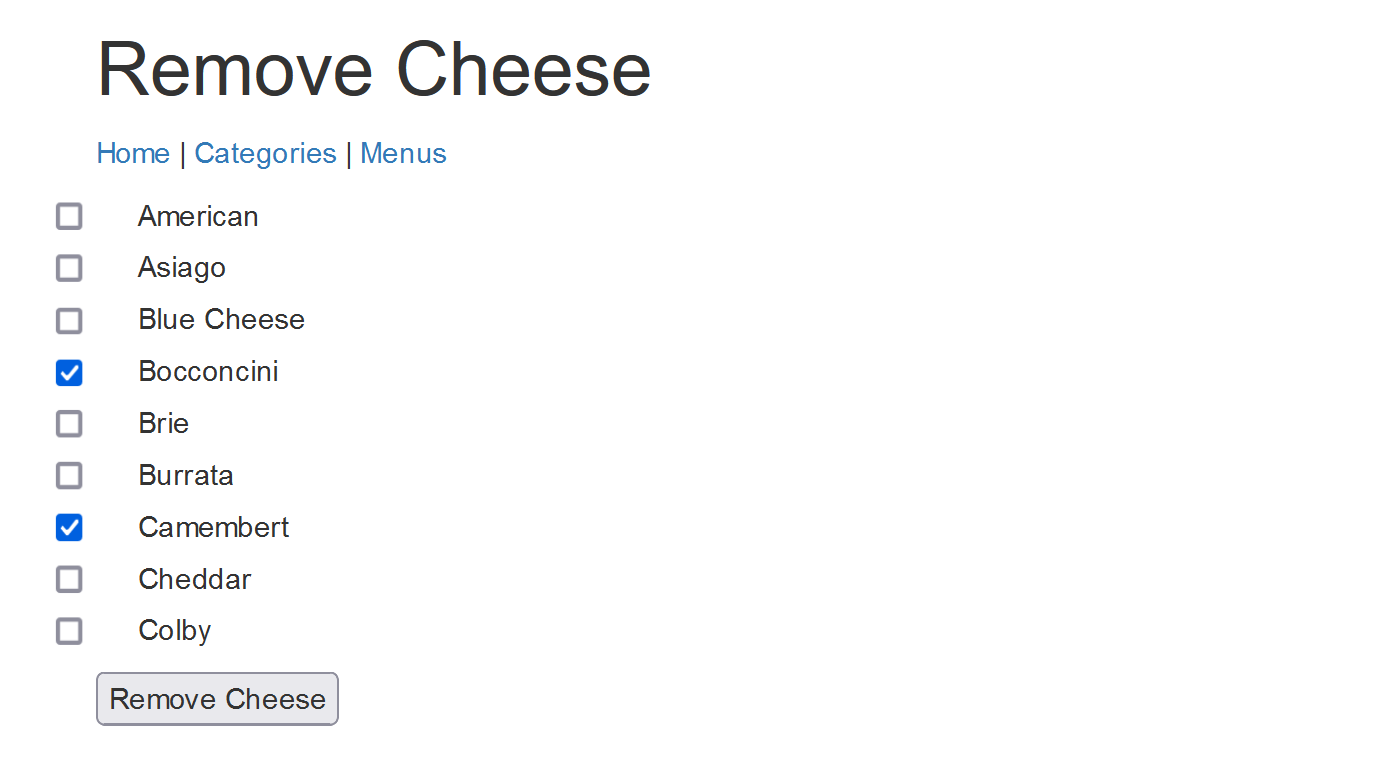 Remove Cheese
Home | Categories | Menus
American
Asiago
Blue Cheese
Bocconcini
Brie
Burrata
Camembert
Cheddar
Colby
Remove Cheese